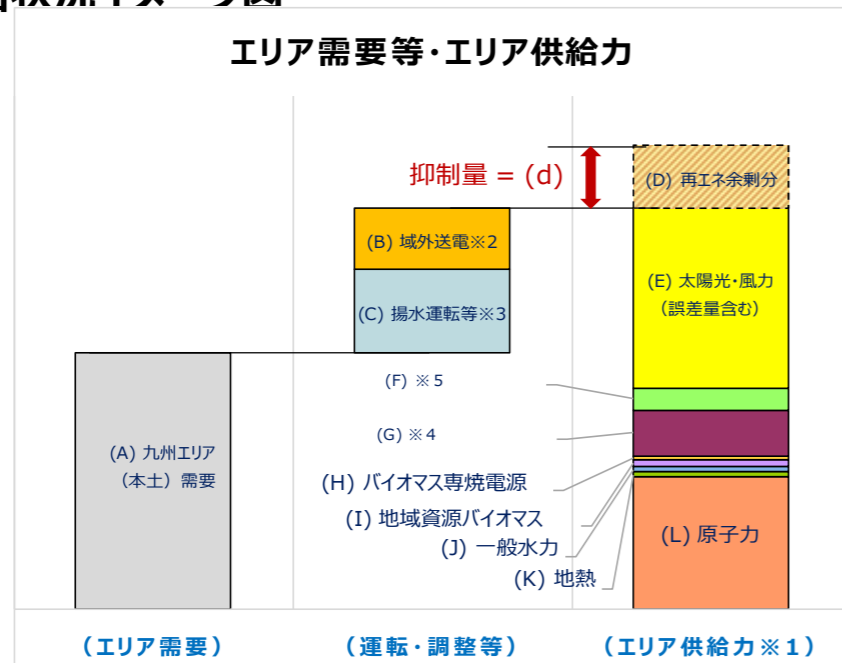 エリア需要等・エリア供給力
抑制量 = (d)
(D) 再エネ余剰分
(B) 域外送電※2
(C) 揚水運転等※3
(E) 太陽光・風力
（誤差量含む）
(F) ※５
(G) ※４
(A) 九州エリア
（本土）需要
(H) バイオマス専焼電源
(I) 地域資源バイオマス
(J) 一般水力
(K) 地熱
(L) 原子力
（エリア需要）
（運転・調整等）
（エリア供給力※１）